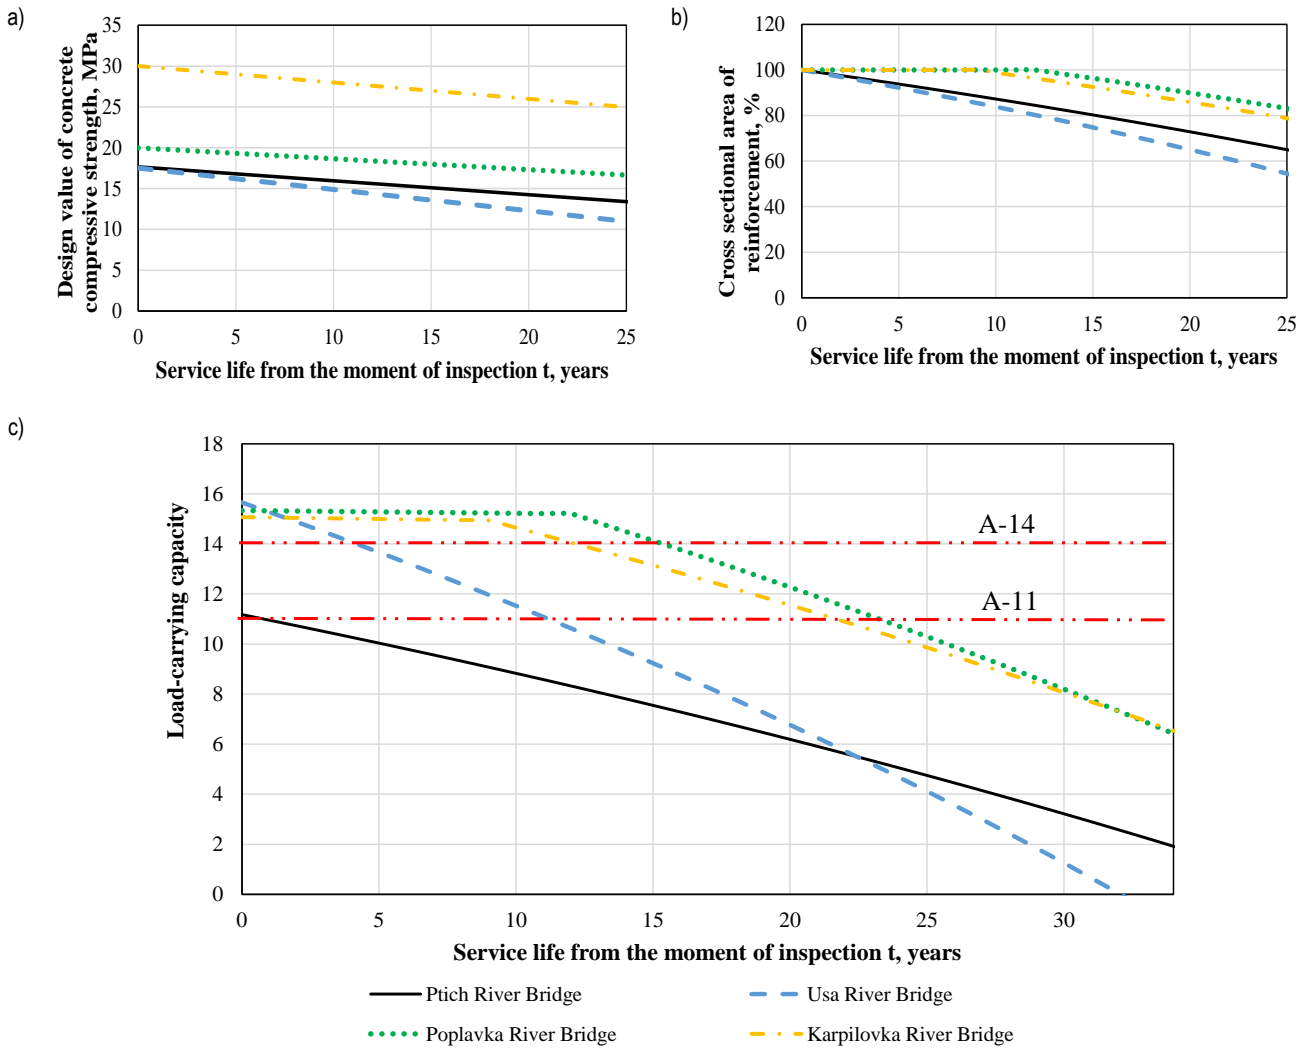 a)
35
30
25
20
15
10
5
0
Design value of concrete
compressive strength, MPa
0 5 10 15 20 25
Service life from the moment of inspection t, years
b)
120
100
80
60
40
20
0
Cross sectional area of
reinforcement, %
0 5 10 15 20 25
Service life from the moment of inspection t, years
c)
18
16
14
12
10
8
6
4
2
0
Load-carrying capacity
A-14
A-11
0 5 10 15 20 25 30
Service life from the moment of inspection t, years
Ptich River Bridge
Usa River Bridge
Poplavka River Bridge
Karpilovka River Bridge